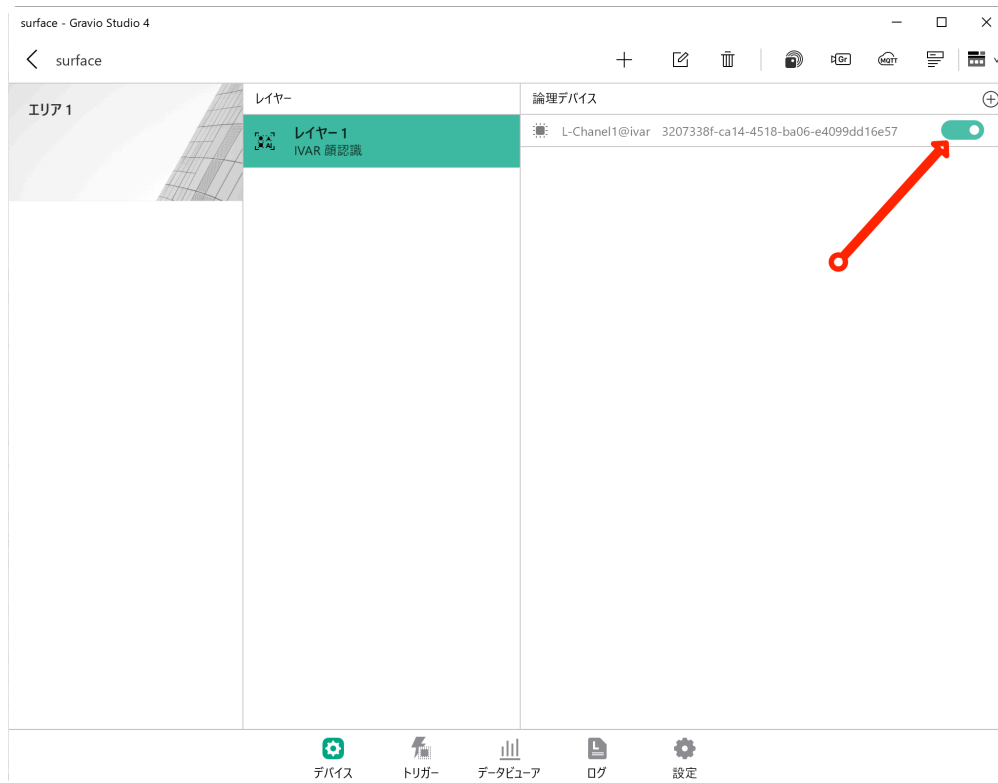 surface - Gravio Studio 4
surface
Gr
MQTT
エリア 1
レイヤー
論理デバイス
AI
レイヤー 1
IVAR 顔認識
L-Chanel1@ivar 3207338f-ca14-4518-ba06-e4099dd16e57
デバイス
トリガー
データビューア
ログ
設定